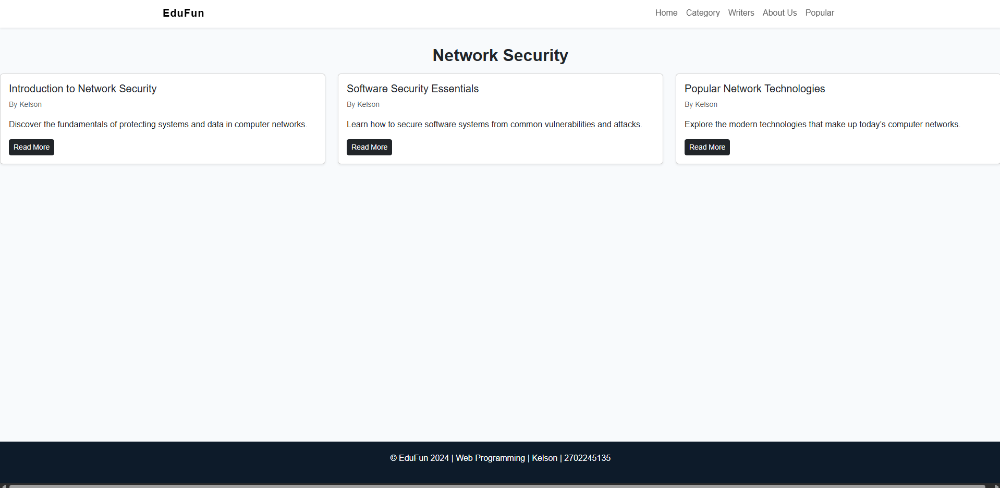 EduFun
Home Category Writers About Us Popular
Network Security
Introduction to Network Security
By Kelson
Discover the fundamentals of protecting systems and data in computer networks.
Read More
Software Security Essentials
By Kelson
Learn how to secure software systems from common vulnerabilities and attacks.
Read More
Popular Network Technologies
By Kelson
Explore the modern technologies that make up today’s computer networks.
Read More
© EduFun 2024 | Web Programming | Kelson | 2702245135